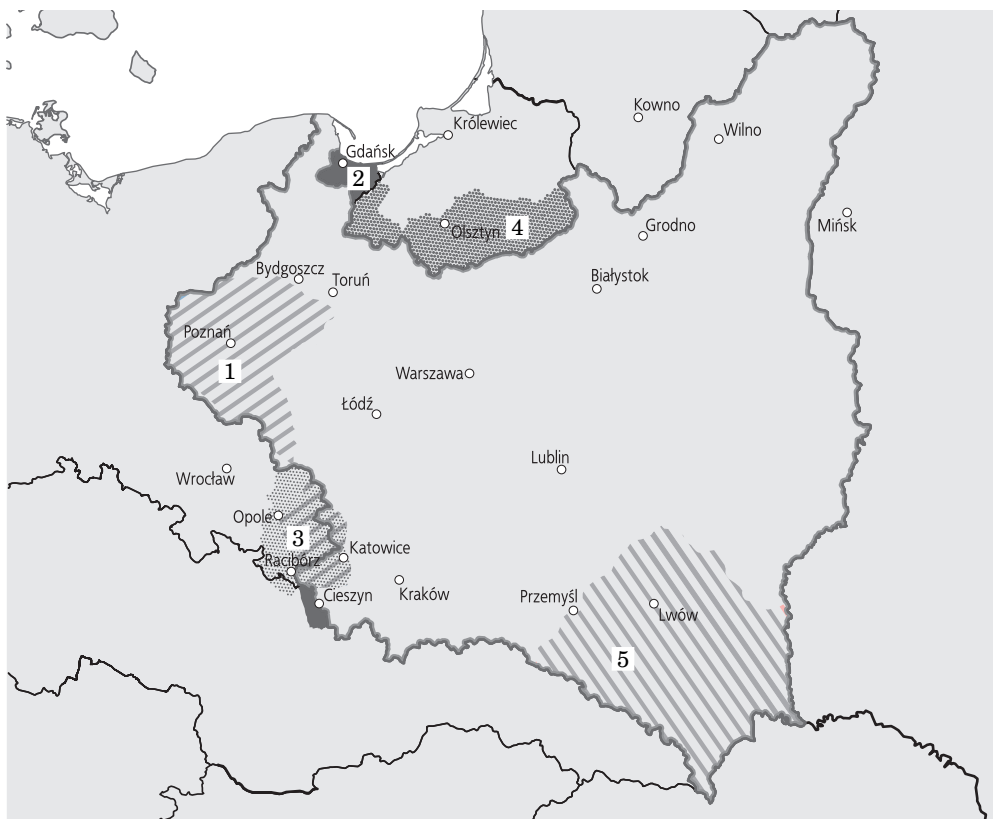 Kowno
Królewiec
Wilno
Gdańsk
2
Mińsk
Grodno
Olsztyn
4
Bydgoszcz
Toruń
Białystok
Poznań
1
Warszawa
Łódź
Lublin
Wrocław
Opole
3
Katowice
Racibórz
Cieszyn
Kraków
Przemyśl
Lwów
5